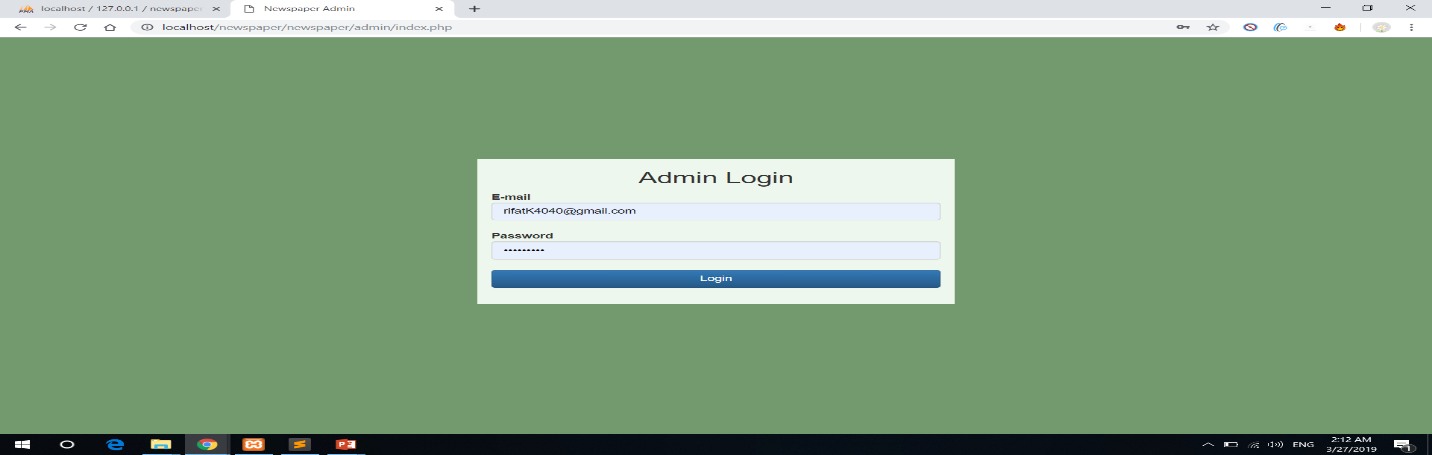 localhost / 127.0.0.1 / newspaper
Newspaper Admin
localhost/newspaper/newspaper/admin/index.php
Admin Login
E-mail
rifatK4040@gmail.com
Password
Login
ENG
2:12 AM
3/27/2019
1